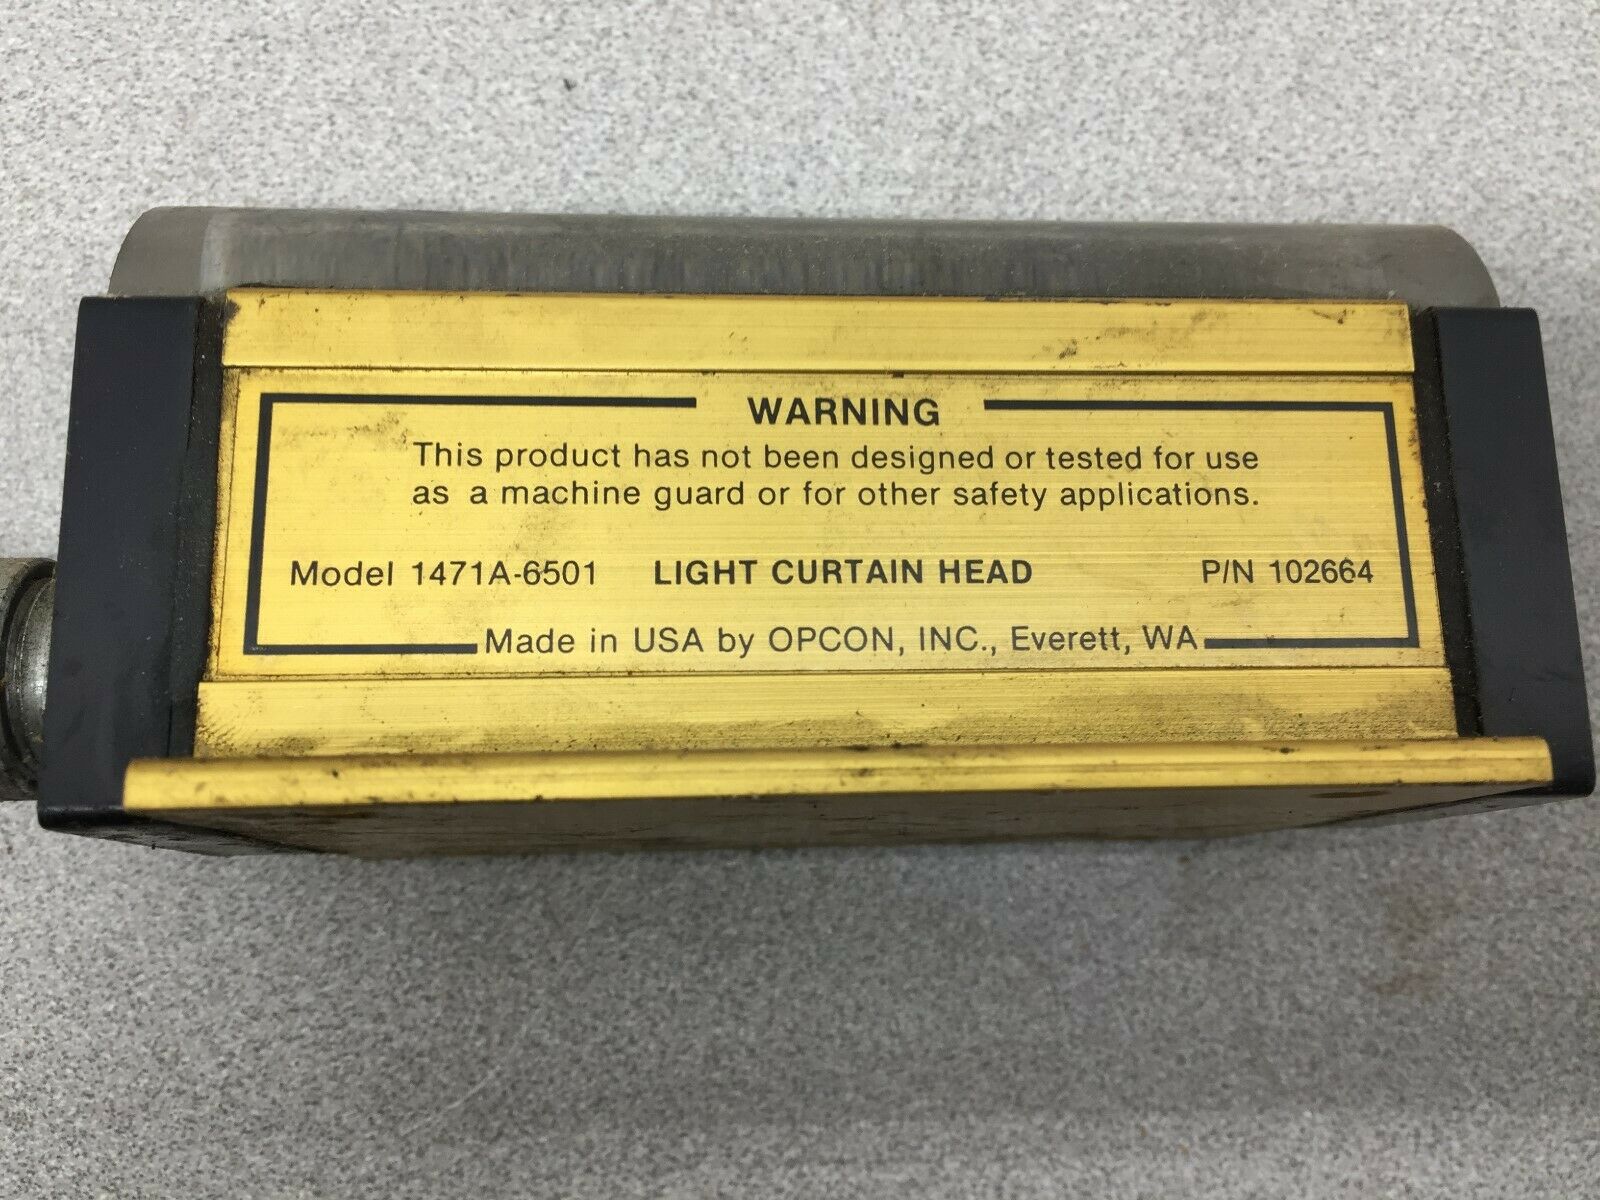 WARNING
This product has not been designed or tested for use
as a machine guard or for other safety applications.
Model 1471A-6501 LIGHT CURTAIN HEAD P/N 102664
Made in USA by OPCON, INC., Everett, WA